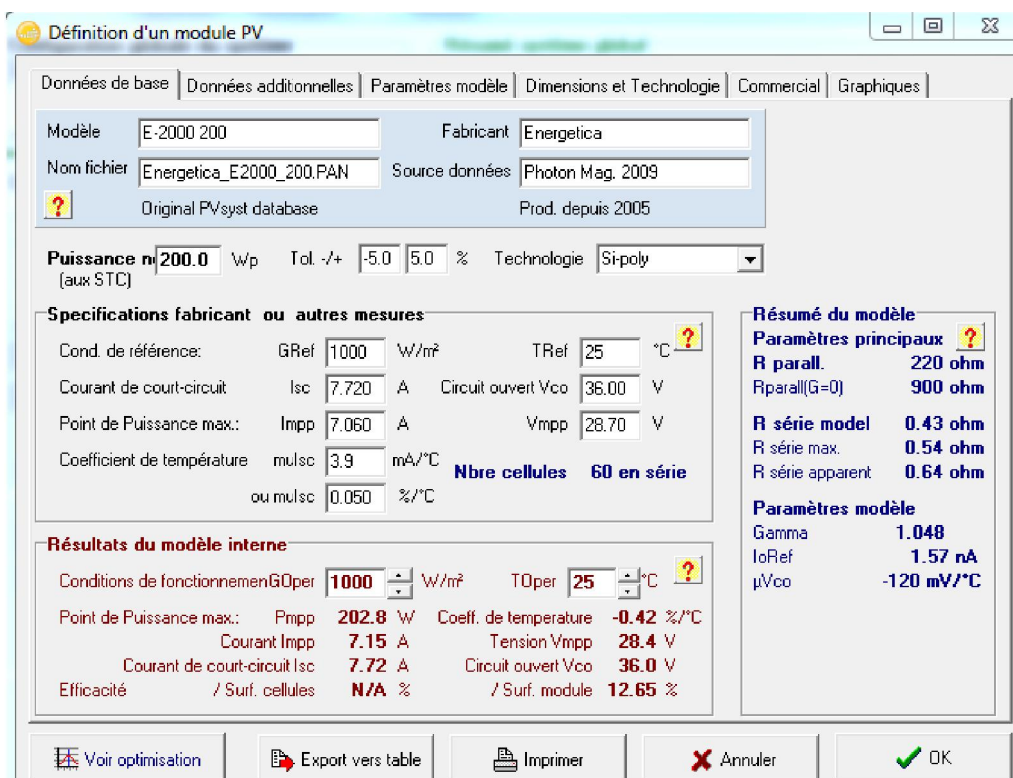 Définition d'un module PV
Données de base Données additionnelles Paramètres modèle Dimensions et Technologie Commercial Graphiques
Modèle E-2000 200 Fabricant Energetica
Nom fichier Energetica_E2000_200.PAN Source données Photon Mag. 2009
? Original PVsyst database Prod. depuis 2005
Puissance n 200.0 Wp Tol. -/+ -5.0 5.0 % Technologie Si-poly
(aux STC)
Specifications fabricant ou autres mesures
Cond. de référence: GRef 1000 W/m² TRef 25 °C ?
Courant de court-circuit Isc 7.720 A Circuit ouvert Vco 36.00 V
Point de Puissance max.: Impp 7.060 A Vmpp 28.70 V
Coefficient de température muIsc 3.9 mA/°C
Nbre cellules 60 en série
ou muIsc 0.050 %/°C
Résultats du modèle interne
Conditions de fonctionnemenGOper 1000 W/m² TOper 25 °C ?
Point de Puissance max.: Pmpp 202.8 W Coeff. de temperature -0.42 %/°C
Courant Impp 7.15 A Tension Vmpp 28.4 V
Courant de court-circuit Isc 7.72 A Circuit ouvert Vco 36.0 V
Efficacité / Surf. cellules N/A % / Surf. module 12.65 %
Résumé du modèle
Paramètres principaux ?
R parall. 220 ohm
Rparall(G=0) 900 ohm
R série model 0.43 ohm
R série max. 0.54 ohm
R série apparent 0.64 ohm
Paramètres modèle
Gamma 1.048
IoRef 1.57 nA
µVco -120 mV/°C
Voir optimisation Export vers table Imprimer Annuler OK